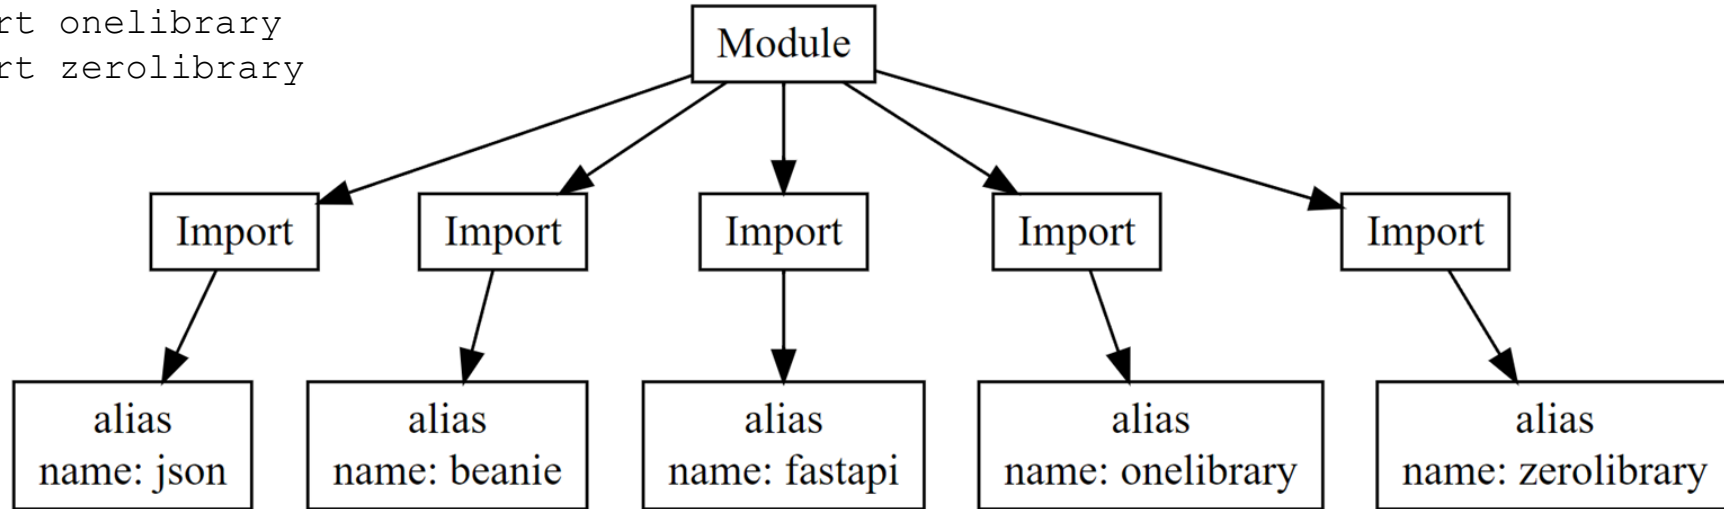 rt onelibrary
rt zerolibrary
Module
Import
Import
Import
Import
Import
alias
name: json
alias
name: beanie
alias
name: fastapi
alias
name: onelibrary
alias
name: zerolibrary